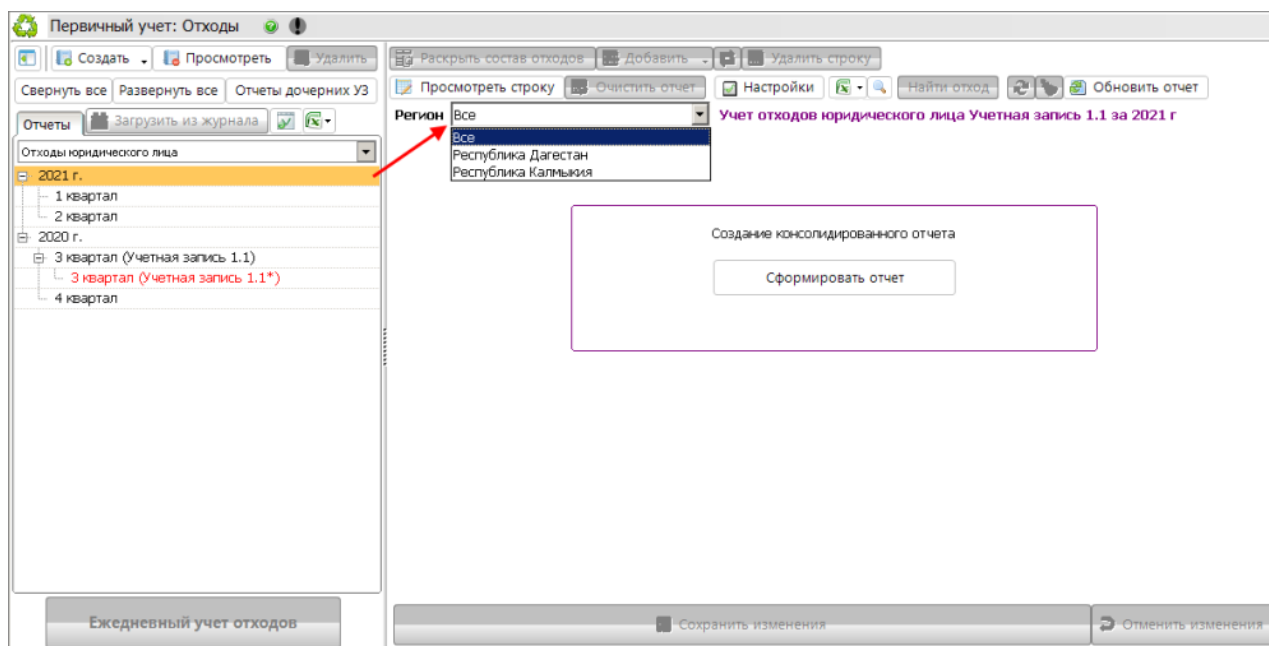 Первичный учет: Отходы
Создать Просмотреть Удалить
Свернуть все Развернуть все Отчеты дочерних УЗ
Отчеты Загрузить из журнала
Отходы юридического лица
2021 г.
1 квартал
2 квартал
2020 г.
3 квартал (Учетная запись 1.1)
3 квартал (Учетная запись 1.1*)
4 квартал
Ежедневный учет отходов
Раскрыть состав отходов Добавить Удалить строку
Просмотреть строку Очистить отчет Настройки Найти отход Обновить отчет
Регион Все Учет отходов юридического лица Учетная запись 1.1 за 2021 г
Все
Республика Дагестан
Республика Калмыкия
Создание консолидированного отчета
Сформировать отчет
Сохранить изменения Отменить изменения